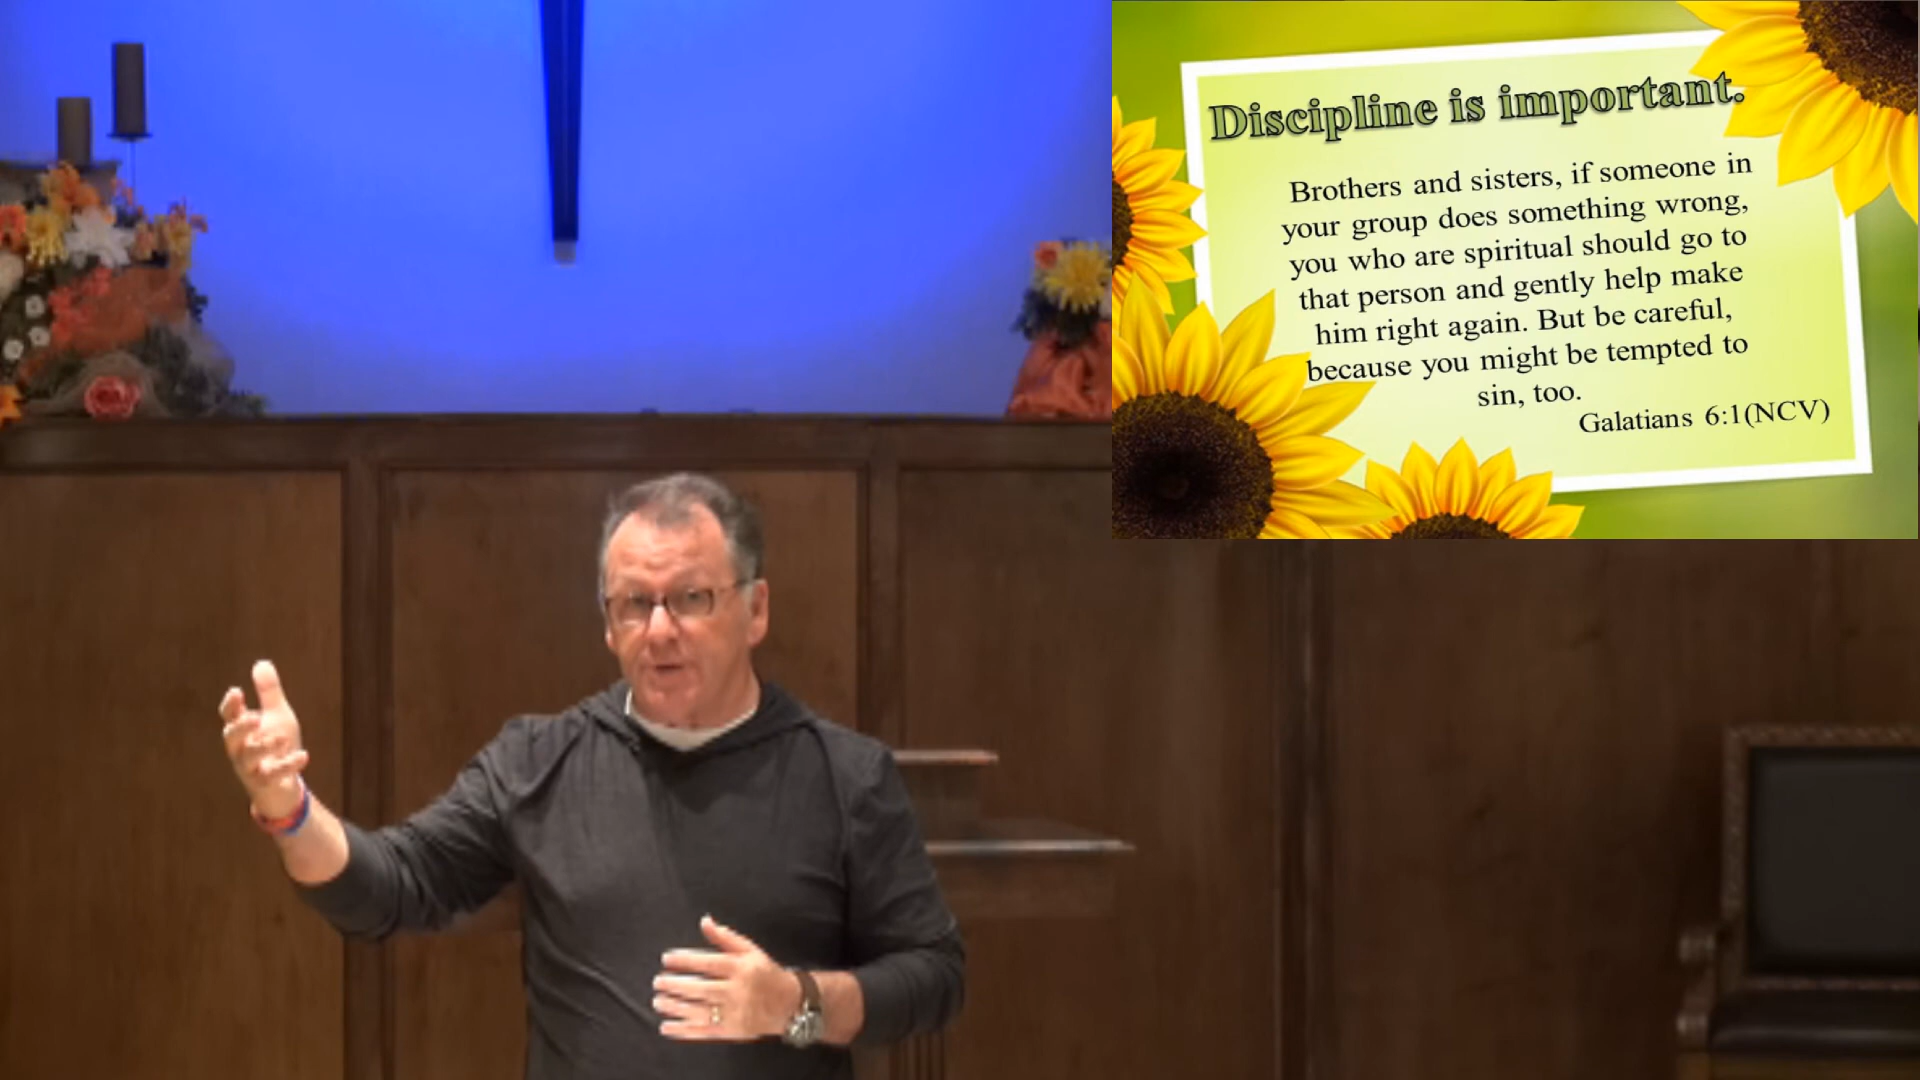 Discipline is important.
Brothers and sisters, if someone in
your group does something wrong,
you who are spiritual should go to
that person and gently help make
him right again. But be careful,
because you might be tempted to
sin, too.
Galatians 6:1(NCV)